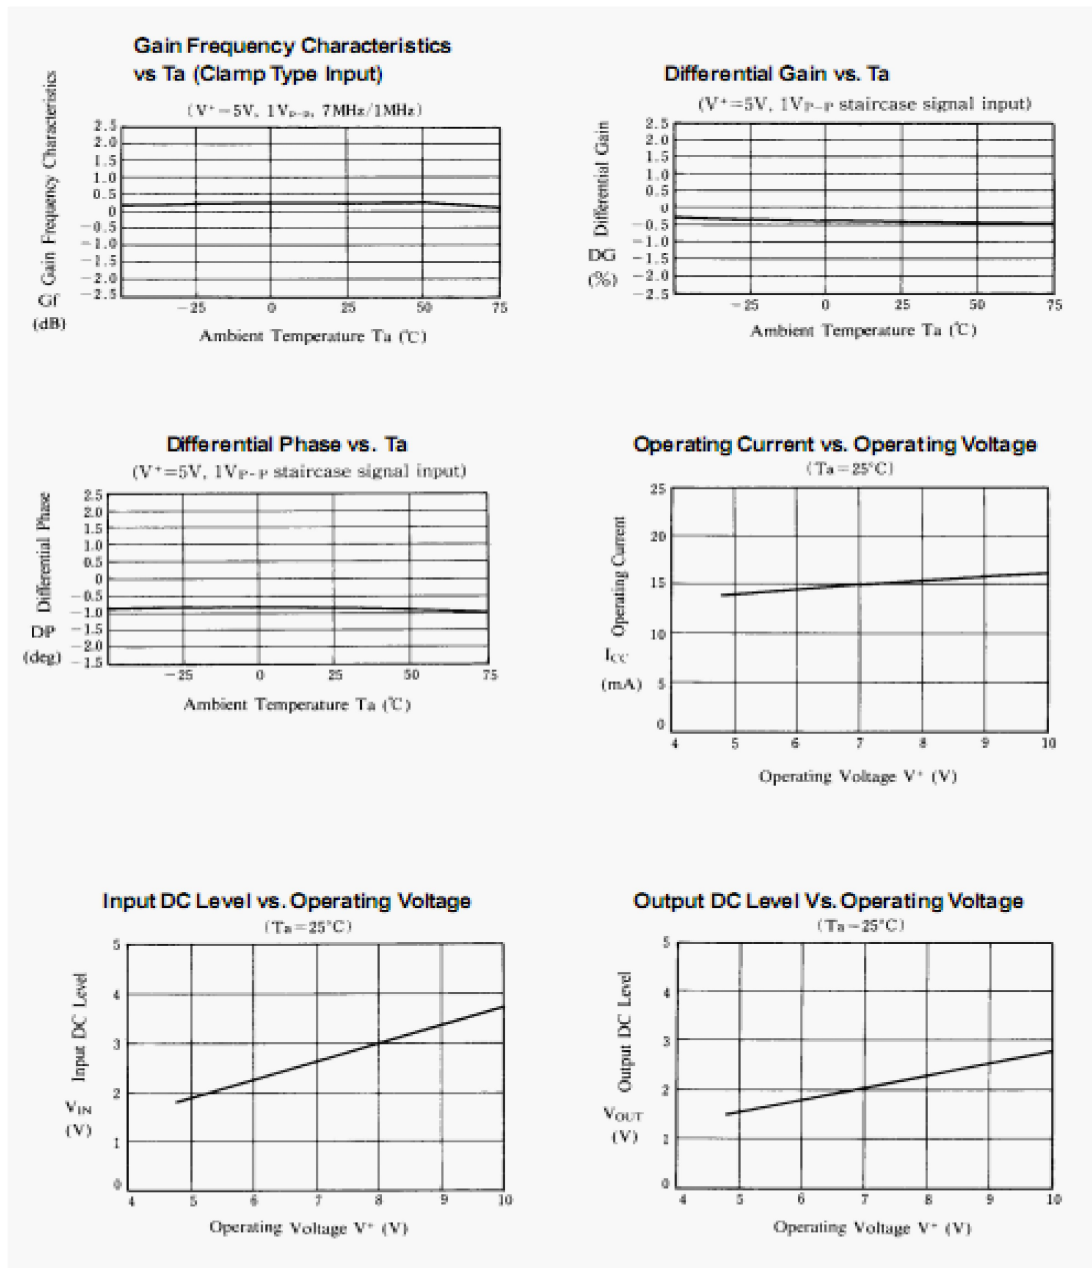 Gain Frequency Characteristics
vs Ta (Clamp Type Input)
(V⁺−5V, 1Vₚ₋ₚ, 7MHz/1MHz)
Gain Frequency Characteristics
Gf
(dB)
2.5
2.0
1.5
1.0
0.5
0
−0.5
−1.0
−1.5
−2.0
−2.5
−25 0 25 50 75
Ambient Temperature Ta (℃)
Differential Gain vs. Ta
(V⁺=5V, 1VP−P staircase signal input)
Differential Gain
DG
(%)
2.5
2.0
1.5
1.0
0.5
0
−0.5
−1.0
−1.5
−2.0
−2.5
−25 0 25 50 75
Ambient Temperature Ta (℃)
Differential Phase vs. Ta
(V⁺=5V, 1VP−P staircase signal input)
Differential Phase
DP
(deg)
2.5
2.0
1.5
1.0
0.5
0
−0.5
−1.0
−1.5
−2.0
−1.5
−25 0 25 50 75
Ambient Temperature Ta (℃)
Operating Current vs. Operating Voltage
(Ta=25°C)
Operating Current
ICC
(mA)
25
20
15
10
5
0
4 5 6 7 8 9 10
Operating Voltage V⁺ (V)
Input DC Level vs. Operating Voltage
(Ta=25°C)
Input DC Level
VIN
(V)
5
4
3
2
1
0
4 5 6 7 8 9 10
Operating Voltage V⁺ (V)
Output DC Level Vs. Operating Voltage
(Ta−25°C)
Output DC Level
VOUT
(V)
5
4
3
2
1
0
4 5 6 7 8 9 10
Operating Voltage V⁺ (V)